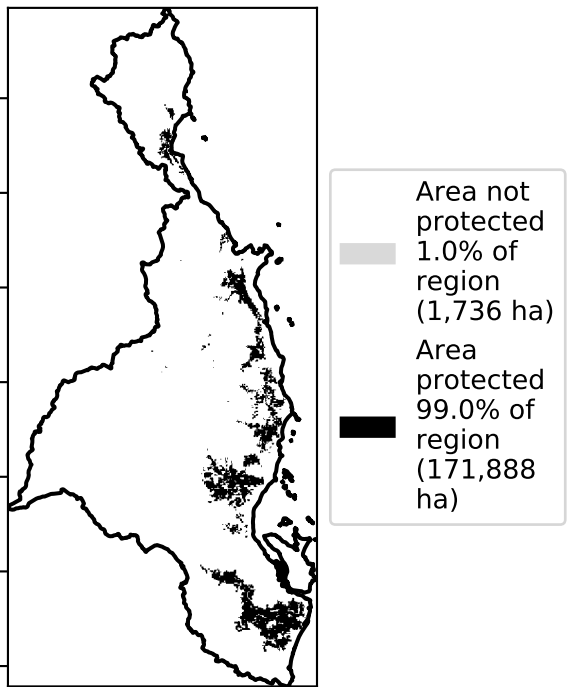 Area not
protected
1.0% of
region
(1,736 ha)
Area
protected
99.0% of
region
(171,888
ha)